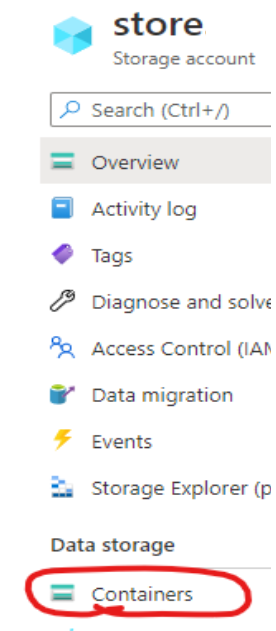 store
Storage account
Search (Ctrl+/)
Overview
Activity log
Tags
Diagnose and solve
Access Control (IAM
Data migration
Events
Storage Explorer (p
Data storage
Containers